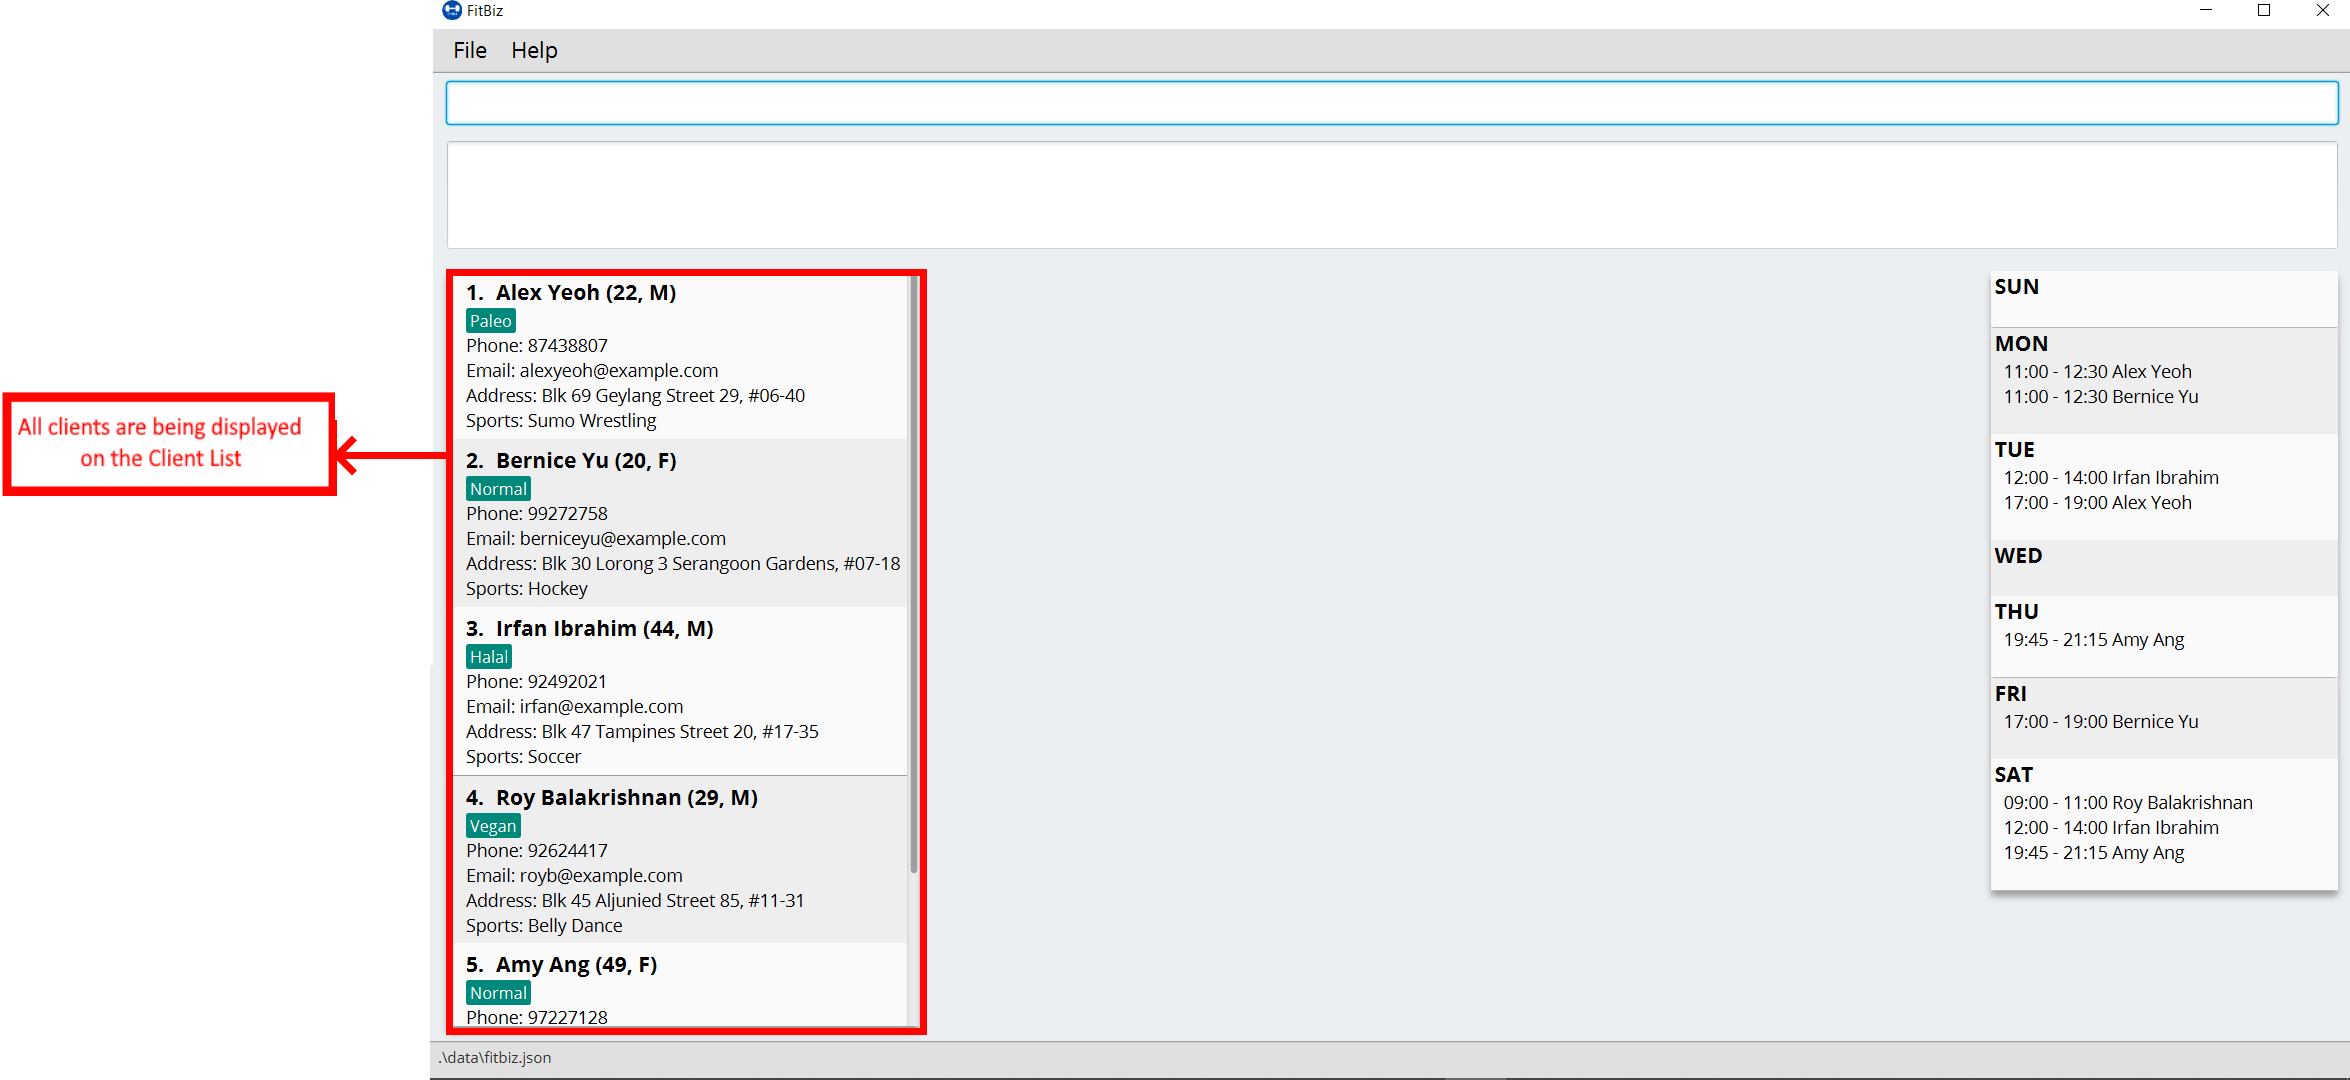 FitBiz
File Help
All clients are being displayed
on the Client List
1. Alex Yeoh (22, M)
Paleo
Phone: 87438807
Email: alexyeoh@example.com
Address: Blk 69 Geylang Street 29, #06-40
Sports: Sumo Wrestling
2. Bernice Yu (20, F)
Normal
Phone: 99272758
Email: berniceyu@example.com
Address: Blk 30 Lorong 3 Serangoon Gardens, #07-18
Sports: Hockey
3. Irfan Ibrahim (44, M)
Halal
Phone: 92492021
Email: irfan@example.com
Address: Blk 47 Tampines Street 20, #17-35
Sports: Soccer
4. Roy Balakrishnan (29, M)
Vegan
Phone: 92624417
Email: royb@example.com
Address: Blk 45 Aljunied Street 85, #11-31
Sports: Belly Dance
5. Amy Ang (49, F)
Normal
Phone: 97227128
SUN
MON
11:00 - 12:30 Alex Yeoh
11:00 - 12:30 Bernice Yu
TUE
12:00 - 14:00 Irfan Ibrahim
17:00 - 19:00 Alex Yeoh
WED
THU
19:45 - 21:15 Amy Ang
FRI
17:00 - 19:00 Bernice Yu
SAT
09:00 - 11:00 Roy Balakrishnan
12:00 - 14:00 Irfan Ibrahim
19:45 - 21:15 Amy Ang
.\data\fitbiz.json